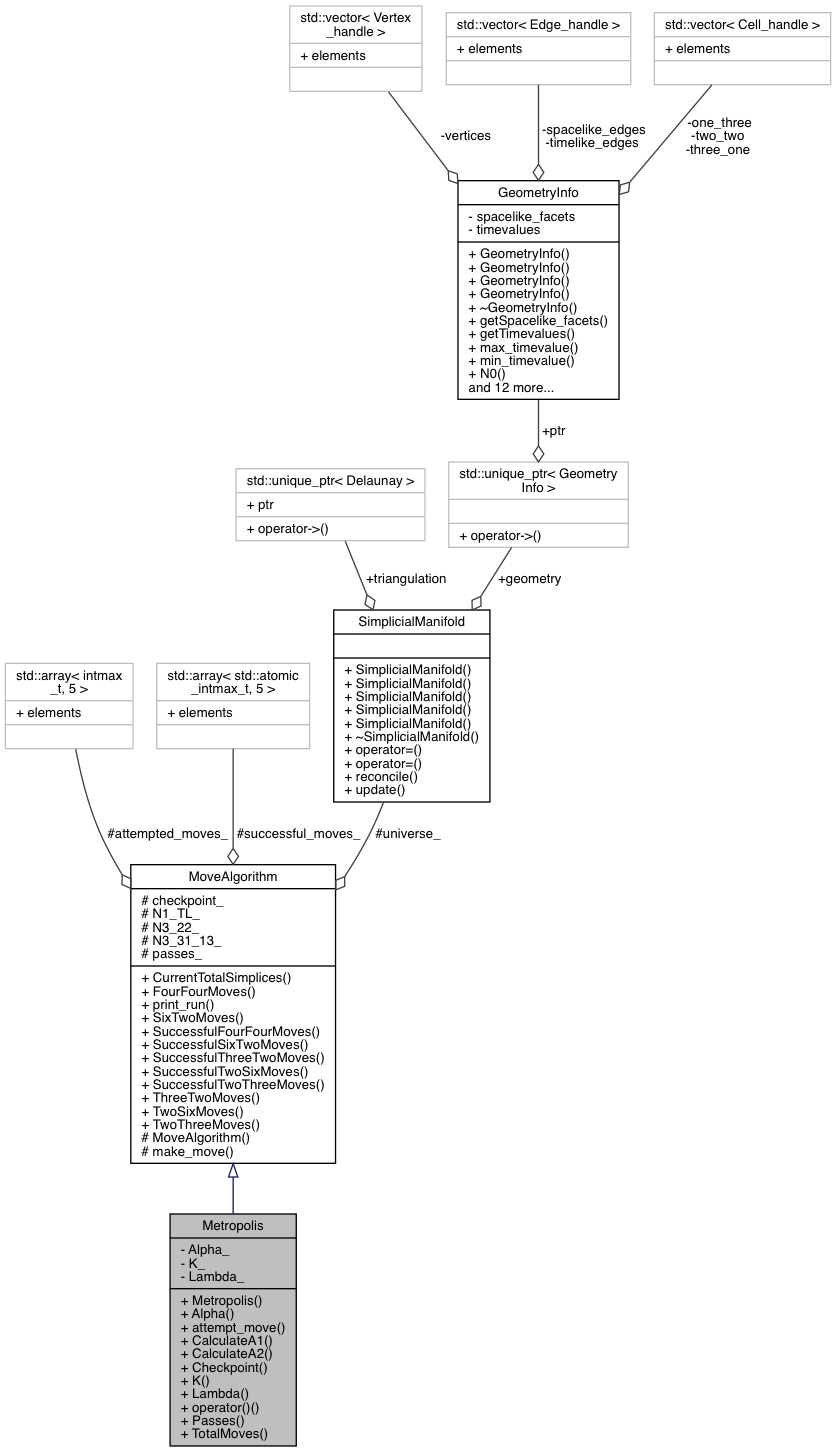 std::vector< Vertex
_handle >
+ elements
std::vector< Edge_handle >
+ elements
std::vector< Cell_handle >
+ elements
-vertices
-spacelike_edges
-timelike_edges
-one_three
-two_two
-three_one
GeometryInfo
- spacelike_facets
- timevalues
+ GeometryInfo()
+ GeometryInfo()
+ GeometryInfo()
+ GeometryInfo()
+ ~GeometryInfo()
+ getSpacelike_facets()
+ getTimevalues()
+ max_timevalue()
+ min_timevalue()
+ N0()
and 12 more...
+ptr
std::unique_ptr< Delaunay >
+ ptr
+ operator->()
std::unique_ptr< Geometry
Info >
+ operator->()
+triangulation
+geometry
SimplicialManifold
+ SimplicialManifold()
+ SimplicialManifold()
+ SimplicialManifold()
+ SimplicialManifold()
+ SimplicialManifold()
+ ~SimplicialManifold()
+ operator=()
+ operator=()
+ reconcile()
+ update()
std::array< intmax
_t, 5 >
+ elements
std::array< std::atomic
_intmax_t, 5 >
+ elements
#attempted_moves_
#successful_moves_
#universe_
MoveAlgorithm
# checkpoint_
# N1_TL_
# N3_22_
# N3_31_13_
# passes_
+ CurrentTotalSimplices()
+ FourFourMoves()
+ print_run()
+ SixTwoMoves()
+ SuccessfulFourFourMoves()
+ SuccessfulSixTwoMoves()
+ SuccessfulThreeTwoMoves()
+ SuccessfulTwoSixMoves()
+ SuccessfulTwoThreeMoves()
+ ThreeTwoMoves()
+ TwoSixMoves()
+ TwoThreeMoves()
# MoveAlgorithm()
# make_move()
Metropolis
- Alpha_
- K_
- Lambda_
+ Metropolis()
+ Alpha()
+ attempt_move()
+ CalculateA1()
+ CalculateA2()
+ Checkpoint()
+ K()
+ Lambda()
+ operator()()
+ Passes()
+ TotalMoves()